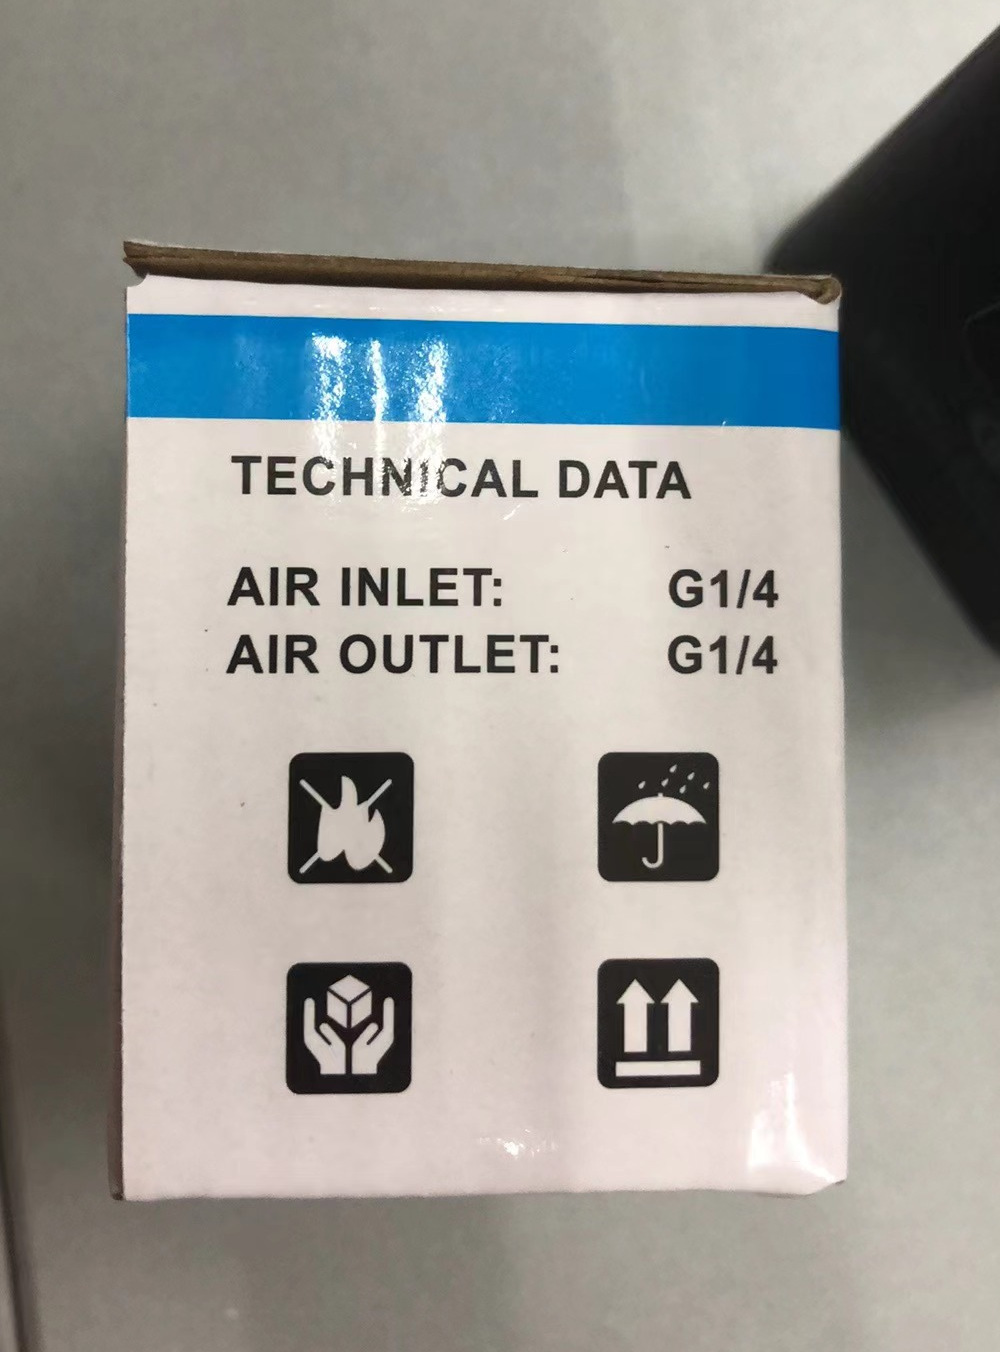 TECHNICAL DATA
AIR INLET: G1/4
AIR OUTLET: G1/4